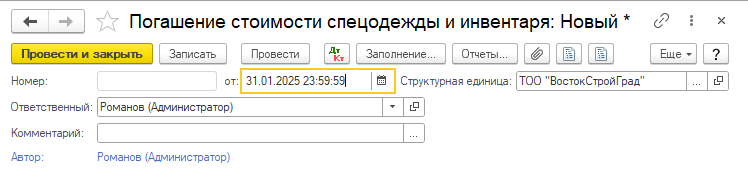 Погашение стоимости спецодежды и инвентаря: Новый *
Провести и закрыть Записать Провести Дт Кт Заполнение... Отчеты... Еще ?
Номер: от: 31.01.2025 23:59:59 Структурная единица: ТОО "ВостокСтройГрад" ...
Ответственный: Романов (Администратор)
Комментарий: ...
Автор: Романов (Администратор)